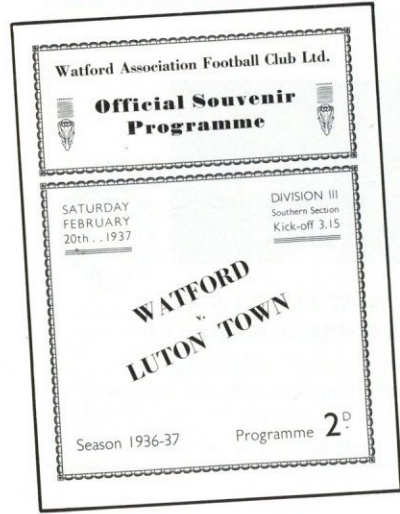 Watford Association Football Club Ltd.
Official Souvenir
Programme
SATURDAY
FEBRUARY
20th . . 1937
DIVISION III
Southern Section
Kick-off 3.15
WATFORD
v.
LUTON TOWN
Season 1936-37
Programme 2D